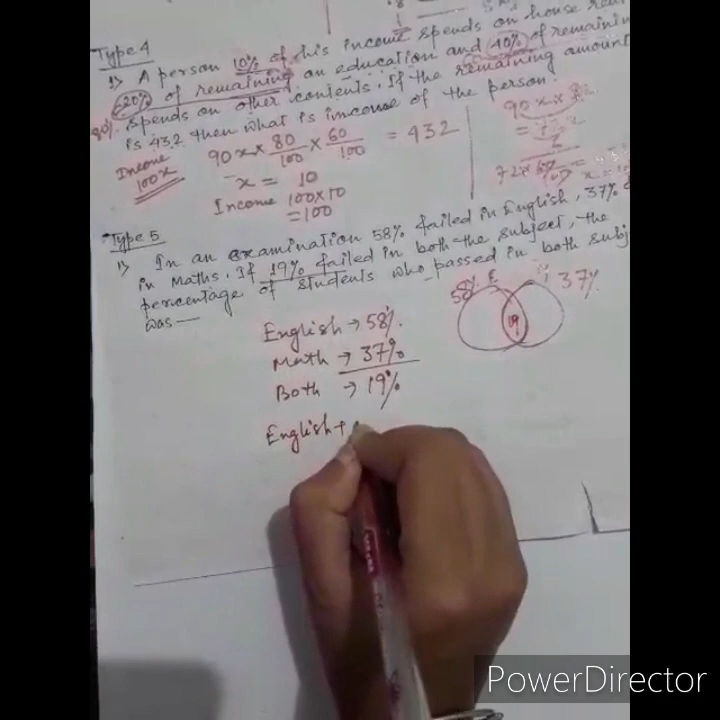 Type 4
1) A person 10% of his income spends on house
20% of remaining on education and 40% of
spends on other contents. If the remaining amount
is 432 then what is income of the person.
Income
100x
90x × 80/100 × 60/100 = 432
x = 10
Income 100×10
=100
Type 5
1) In an examination 58% failed in English, 37%
in Maths. If 19% failed in both the subject, the
percentage of students who passed in both
was—
58% E
37%
19
English → 58%
Math → 37%
Both → 19%
English +
PowerDirector